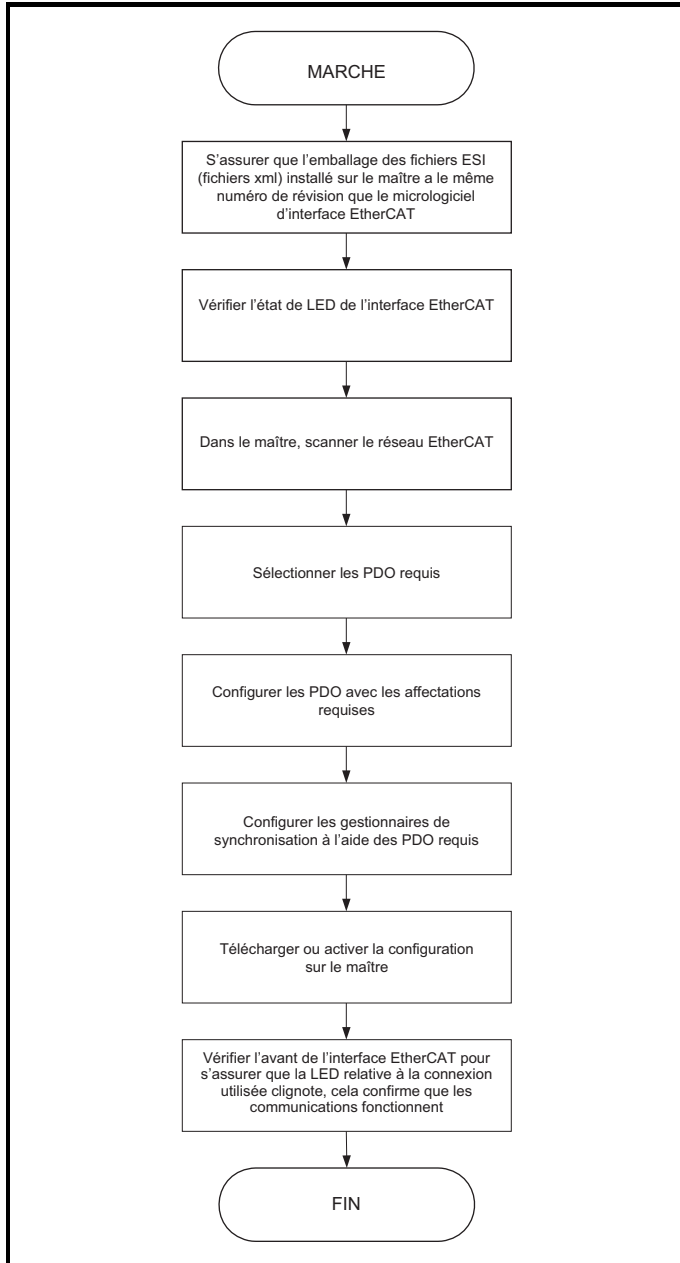 MARCHE
S’assurer que l’emballage des fichiers ESI
(fichiers xml) installé sur le maître a le même
numéro de révision que le micrologiciel
d’interface EtherCAT
Vérifier l’état de LED de l’interface EtherCAT
Dans le maître, scanner le réseau EtherCAT
Sélectionner les PDO requis
Configurer les PDO avec les affectations
requises
Configurer les gestionnaires de
synchronisation à l’aide des PDO requis
Télécharger ou activer la configuration
sur le maître
Vérifier l’avant de l’interface EtherCAT pour
s’assurer que la LED relative à la connexion
utilisée clignote, cela confirme que les
communications fonctionnent
FIN